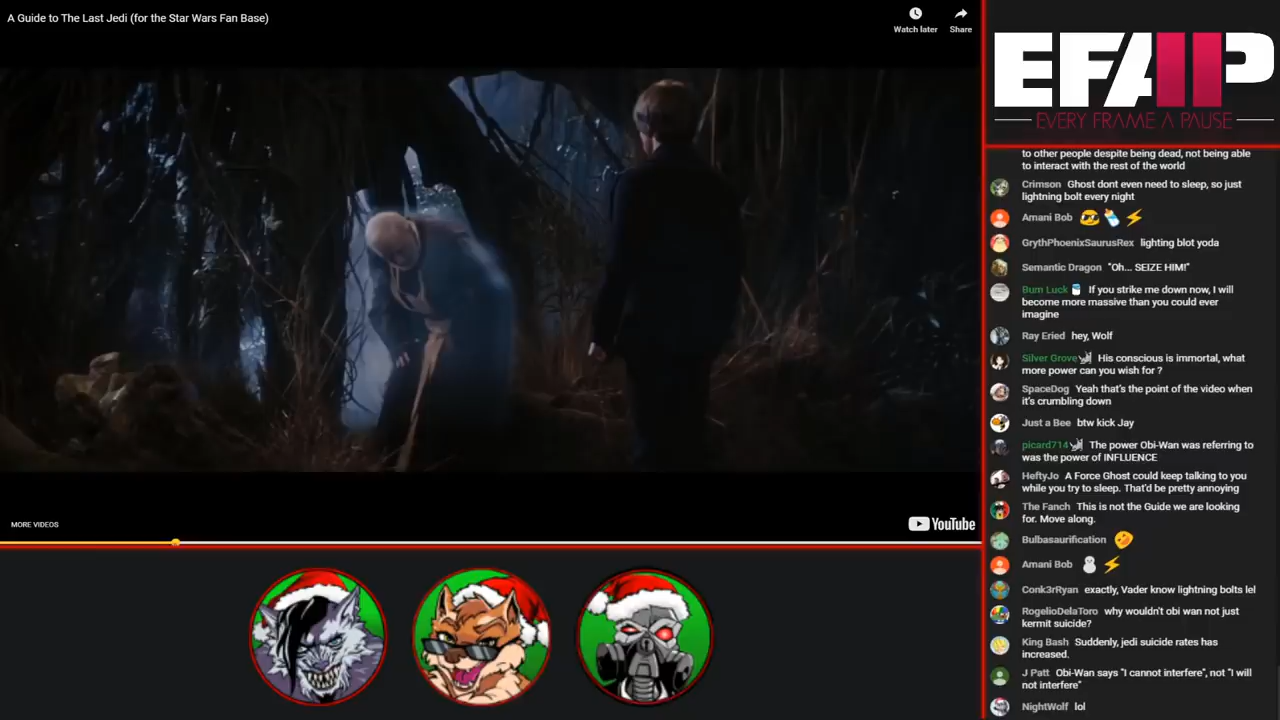 A Guide to The Last Jedi (for the Star Wars Fan Base)
Watch later
Share
MORE VIDEOS
YouTube
EFAP
EVERY FRAME A PAUSE
to other people despite being dead, not being able
to interact with the rest of the world
Crimson Ghost dont even need to sleep, so just
lightning bolt every night
Amani Bob
GrythPhoenixSaurusRex lighting blot yoda
Semantic Dragon "Oh... SEIZE HIM!"
Bum Luck If you strike me down now, I will
become more massive than you could ever
imagine
Ray Eried hey, Wolf
Silver Grove His conscious is immortal, what
more power can you wish for ?
SpaceDog Yeah that's the point of the video when
it's crumbling down
Just a Bee btw kick Jay
picard714 The power Obi-Wan was referring to
was the power of INFLUENCE
HeftyJo A Force Ghost could keep talking to you
while you try to sleep. That'd be pretty annoying
The Fanch This is not the Guide we are looking
for. Move along.
Bulbasaurification
Amani Bob
Conk3rRyan exactly, Vader know lightning bolts lel
RogelioDelaToro why wouldn't obi wan not just
kermit suicide?
King Bash Suddenly, jedi suicide rates has
increased.
J Patt Obi-Wan says "I cannot interfere", not "I will
not interfere"
NightWolf lol